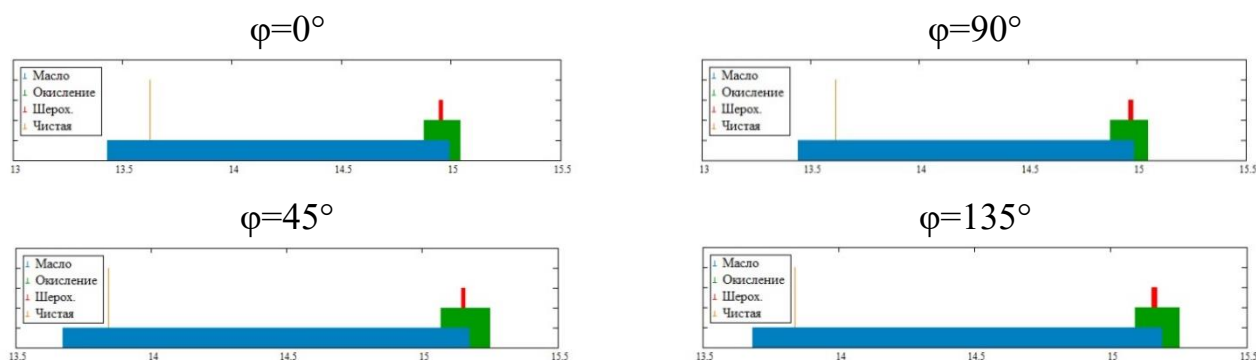 φ=0°
Масло
Окисление
Шерох.
Чистая
13 13.5 14 14.5 15 15.5
φ=90°
Масло
Окисление
Шерох.
Чистая
13 13.5 14 14.5 15 15.5
φ=45°
Масло
Окисление
Шерох.
Чистая
13.5 14 14.5 15 15.5
φ=135°
Масло
Окисление
Шерох.
Чистая
13.5 14 14.5 15 15.5